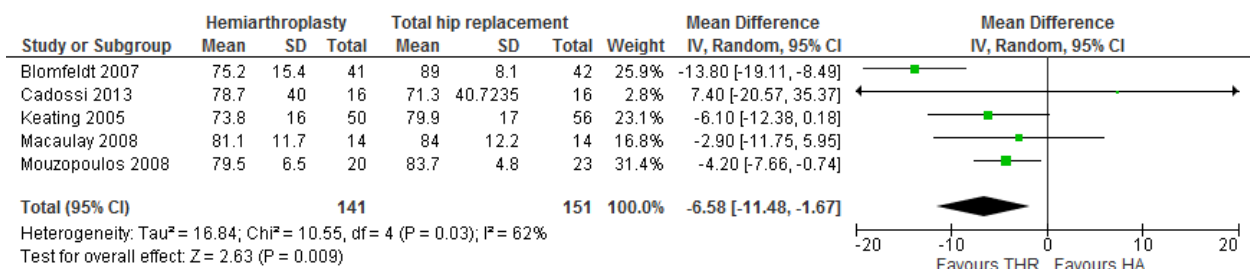 Hemiarthroplasty Total hip replacement Mean Difference Mean Difference
Study or Subgroup Mean SD Total Mean SD Total Weight IV, Random, 95% CI IV, Random, 95% CI
Blomfeldt 2007 75.2 15.4 41 89 8.1 42 25.9% -13.80 [-19.11, -8.49]
Cadossi 2013 78.7 40 16 71.3 40.7235 16 2.8% 7.40 [-20.57, 35.37]
Keating 2005 73.8 16 50 79.9 17 56 23.1% -6.10 [-12.38, 0.18]
Macaulay 2008 81.1 11.7 14 84 12.2 14 16.8% -2.90 [-11.75, 5.95]
Mouzopoulos 2008 79.5 6.5 20 83.7 4.8 23 31.4% -4.20 [-7.66, -0.74]
Total (95% CI) 141 151 100.0% -6.58 [-11.48, -1.67]
Heterogeneity: Tau² = 16.84; Chi² = 10.55, df = 4 (P = 0.03); I² = 62%
Test for overall effect: Z = 2.63 (P = 0.009)
-20 -10 0 10 20
Favours THR Favours HA